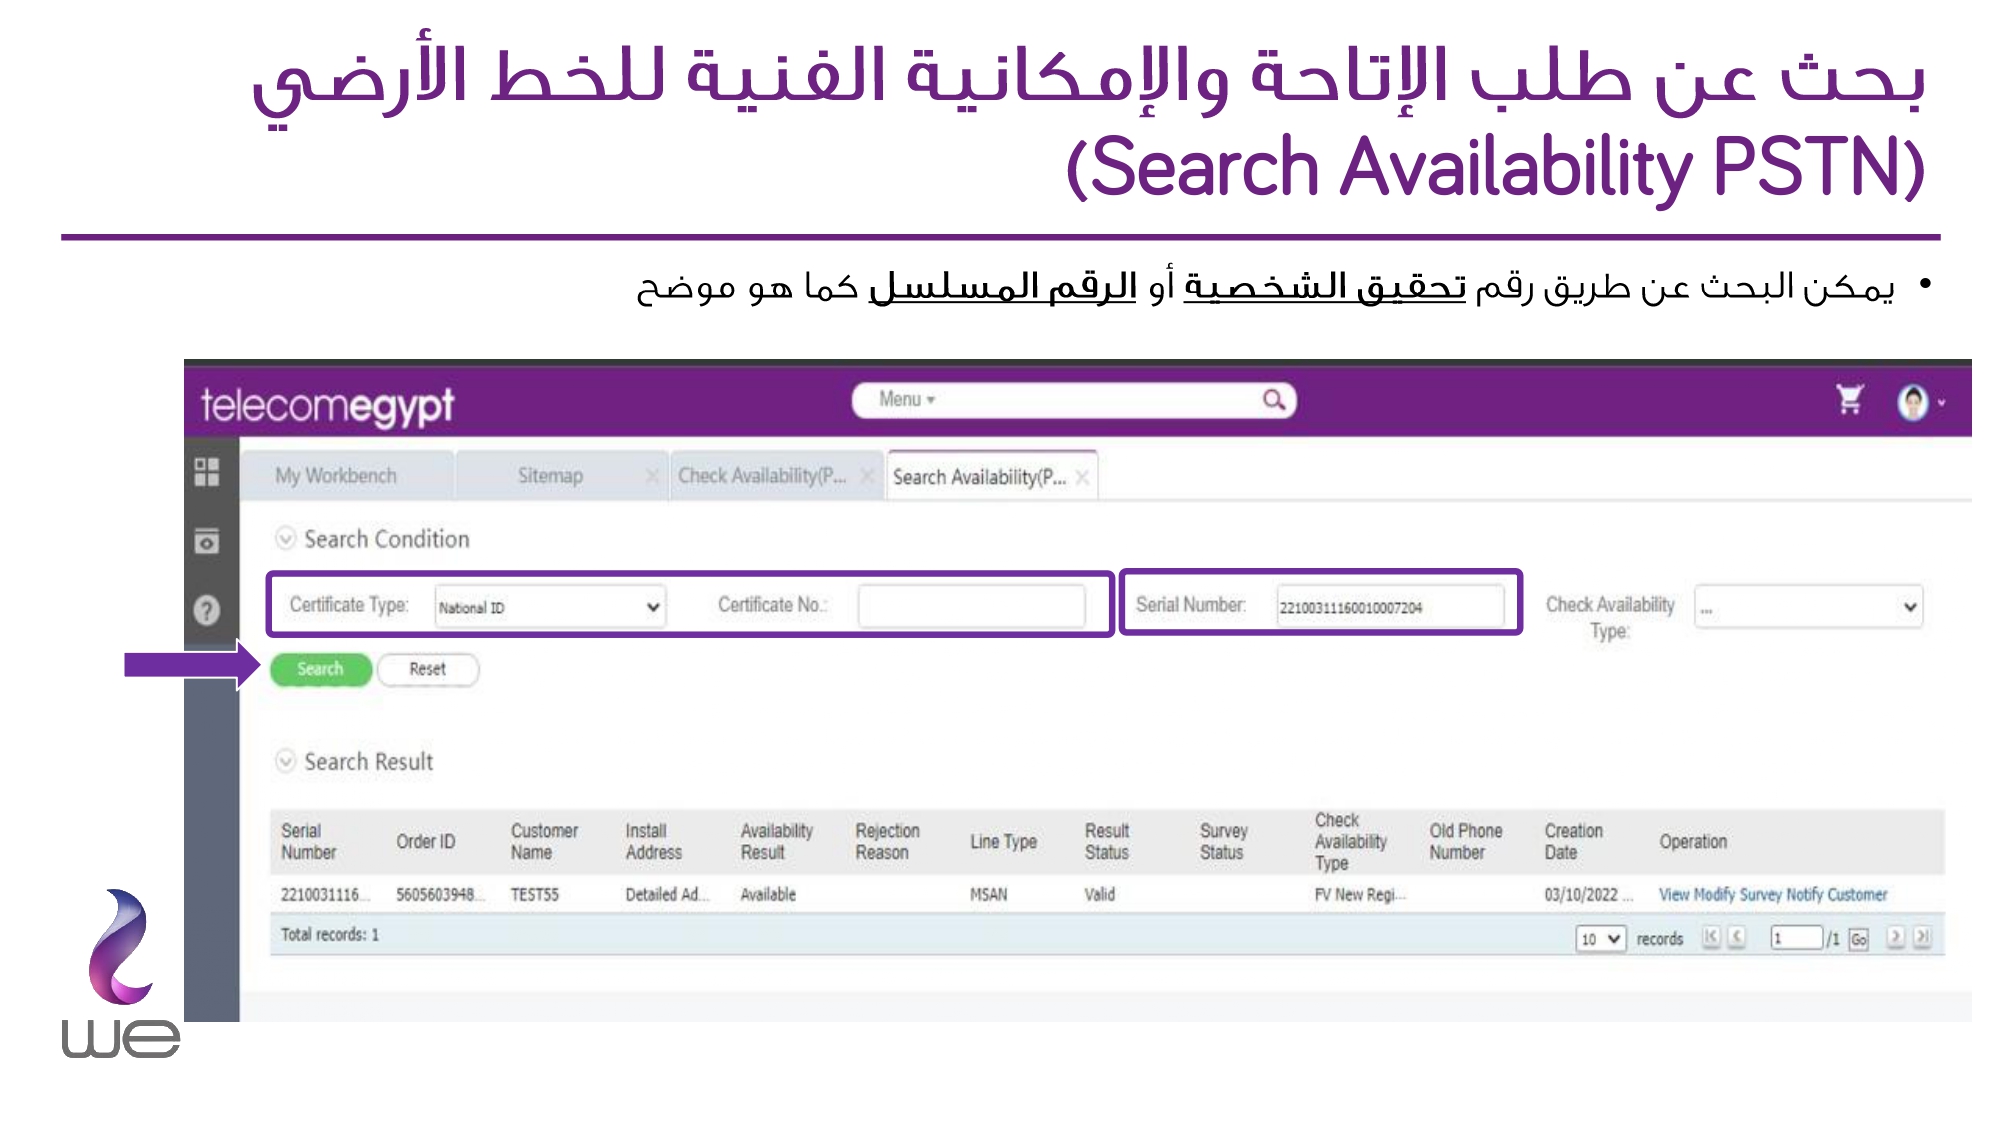 بحث عن طلب الإتاحة والإمكانية الفنية للخط الأرضي
(Search Availability PSTN)
• يمكن البحث عن طريق رقم تحقيق الشخصية أو الرقم المسلسل كما هو موضح
telecomegypt
Menu
My Workbench Sitemap Check Availability(P... Search Availability(P...
Search Condition
Certificate Type: National ID Certificate No.: Serial Number: 22100311160010007204 Check Availability Type: ...
Search Reset
Search Result
Serial Number Order ID Customer Name Install Address Availability Result Rejection Reason Line Type Result Status Survey Status Check Availability Type Old Phone Number Creation Date Operation
2210031116... 5605603948... TEST55 Detailed Ad... Available MSAN Valid FV New Regi... 03/10/2022 ... View Modify Survey Notify Customer
Total records: 1 10 records 1 /1 Go
we